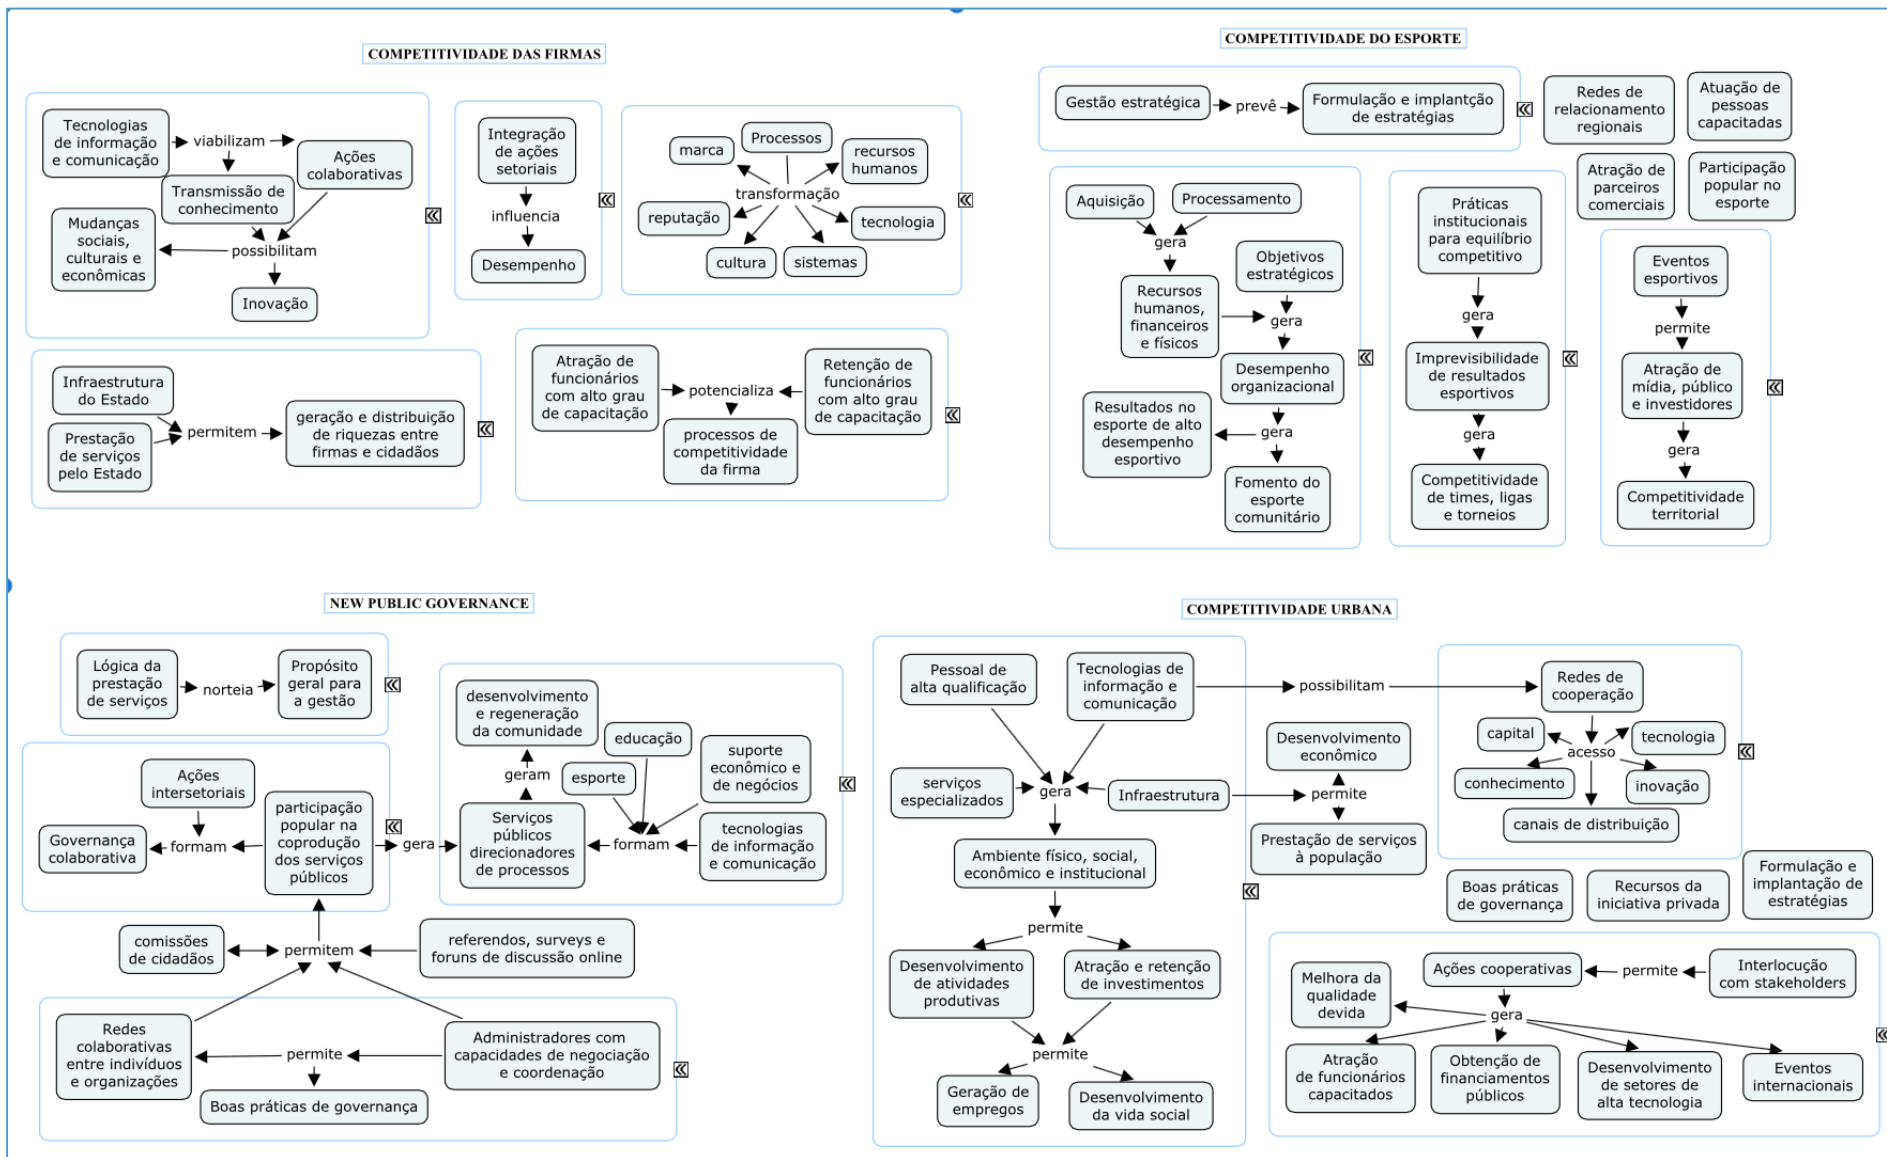 COMPETITIVIDADE DAS FIRMAS
Tecnologias
de información e comunicação
viabilizam
Ações
colaborativas
Transmissão de
conhecimento
Mudanças
sociais,
culturais e
econômicas
possibilitam
Inovação
Integração
de ações
setoriais
influencia
Desempenho
Processos
marca
recursos
humanos
transformação
reputação
tecnologia
cultura
sistemas
Infraestrutura
do Estado
Prestação
de serviços
pelo Estado
permitem
geração e distribuição
de riquezas entre
firmas e cidadãos
Atração de
funcionários
com alto grau
de capacitação
potencializa
Retenção de
funcionários
com alto grau
de capacitação
processos de
competitividade
da firma
COMPETITIVIDADE DO ESPORTE
Gestão estratégica
prevê
Formulação e implantção
de estratégias
Redes de
relacionamento
regionais
Atuação de
pessoas
capacitadas
Atração de
parceiros
comerciais
Participação
popular no
esporte
Aquisição
Processamento
gera
Objetivos
estratégicos
Recursos
humanos,
financeiros
e físicos
gera
Desempenho
organizacional
Resultados no
esporte de alto
desempenho
esportivo
gera
Fomento do
esporte
comunitário
Práticas
institucionais
para equilíbrio
competitivo
gera
Imprevisibilidade
de resultados
esportivos
gera
Competitividade
de times, ligas
e torneios
Eventos
esportivos
permite
Atração de
mídia, público
e investidores
gera
Competitividade
territorial
NEW PUBLIC GOVERNANCE
Lógica da
prestação
de serviços
norteia
Propósito
geral para
a gestão
Ações
intersetoriais
Governança
colaborativa
formam
participação
popular na
coprodução
dos serviços
públicos
gera
desenvolvimento
e regeneração
da comunidade
geram
Serviços
públicos
direcionadores
de processos
educação
esporte
suporte
econômico e
de negócios
formam
tecnologias
de informação
e comunicação
comissões
de cidadãos
permitem
referendos, surveys e
foruns de discussão online
Redes
colaborativas
entre indivíduos
e organizações
permite
Administradores com
capacidades de negociação
e coordenação
Boas práticas de governança
COMPETITIVIDADE URBANA
Pessoal de
alta qualificação
Tecnologias de
informação e
comunicação
possibilitam
serviços
especializados
gera
Infraestrutura
Desenvolvimento
econômico
permite
Prestação de serviços
à população
Ambiente físico, social,
econômico e institucional
permite
Desenvolvimento
de atividades
produtivas
Atração e retenção
de investimentos
permite
Geração de
empregos
Desenvolvimento
da vida social
Redes de
cooperação
capital
tecnologia
acesso
conhecimento
inovação
canais de distribuição
Boas práticas
de governança
Recursos da
iniciativa privada
Formulação e
implantação de
estratégias
Melhora da
qualidade
devida
Ações cooperativas
permite
Interlocução
com stakeholders
gera
Atração
de funcionários
capacitados
Obtenção de
financiamentos
públicos
Desenvolvimento
de setores de
alta tecnologia
Eventos
internacionais